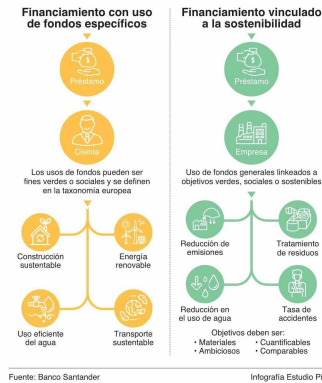 Financiamiento con uso
de fondos específicos
Préstamo
Cliente
Los usos de fondos pueden ser
fines verdes o sociales y se definen
en la taxonomía europea
Construcción
sustentable
Energía
renovable
Uso eficiente
del agua
Transporte
sustentable
Financiamiento vinculado
a la sostenibilidad
Préstamo
Empresa
Uso de fondos generales linkeados a
objetivos verdes, sociales o sostenibles
Reducción de
emisiones
Tratamiento
de residuos
Reducción en
el uso de agua
Tasa de
accidentes
Objetivos deben ser:
• Materiales
• Cuantificables
• Ambiciosos
• Comparables
Fuente: Banco Santander
Infografía Estudio Pi